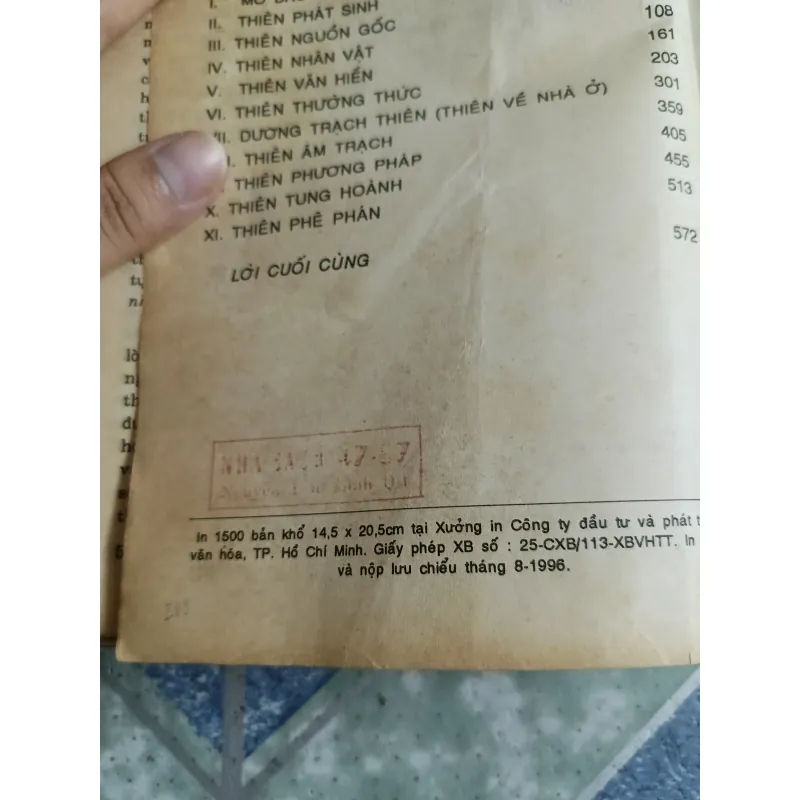 II. THIÊN PHÁT SINH
III. THIÊN NGUỒN GỐC 108
IV. THIÊN NHÂN VẬT 161
V. THIÊN VĂN HIẾN 203
VI. THIÊN THƯỜNG THỨC 301
VII. DƯƠNG TRẠCH THIÊN (THIÊN VỀ NHÀ Ở) 359
I. THIÊN ÂM TRẠCH 405
THIÊN PHƯƠNG PHÁP 455
X. THIÊN TUNG HOÀNH 513
XI. THIÊN PHÊ PHÁN
572
LỜI CUỐI CÙNG
47-57
In 1500 bản khổ 14,5 x 20,5cm tại Xưởng in Công ty đầu tư và phát t
văn hóa, TP. Hồ Chí Minh. Giấy phép XB số : 25-CXB/113-XBVHTT. In
và nộp lưu chiểu tháng 8-1996.